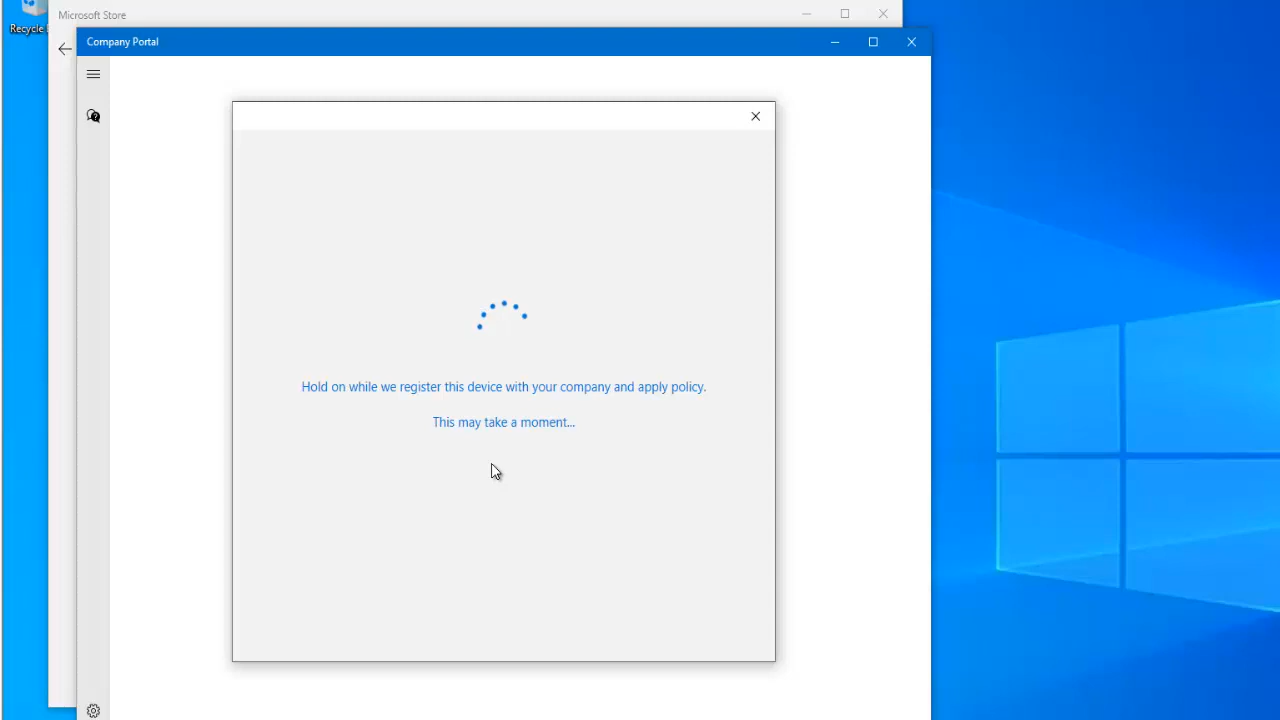 Microsoft Store
Recycle
Company Portal
Hold on while we register this device with your company and apply policy.
This may take a moment...